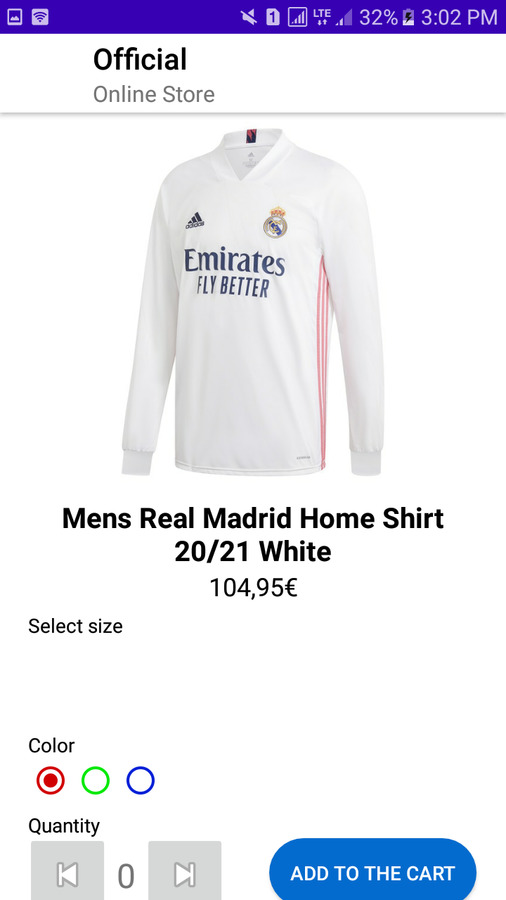 1 LTE 32% 3:02 PM
Official
Online Store
adidas
Emirates
FLY BETTER
Mens Real Madrid Home Shirt
20/21 White
104,95€
Select size
Color
Quantity
0
ADD TO THE CART